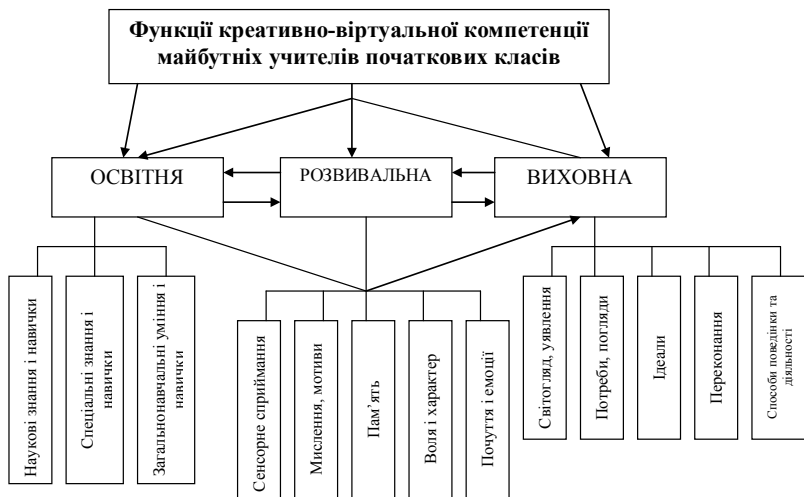 Функції креативно-віртуальної компетенції
майбутніх учителів початкових класів
ОСВІТНЯ
РОЗВИВАЛЬНА
ВИХОВНА
Наукові знання і навички
Спеціальні знання і
навички
Загальнонавчальні уміння і
навички
Сенсорне сприймання
Мислення, мотиви
Пам’ять
Воля і характер
Почуття і емоції
Світогляд, уявлення
Потреби, погляди
Ідеали
Переконання
Способи поведінки та
діяльності